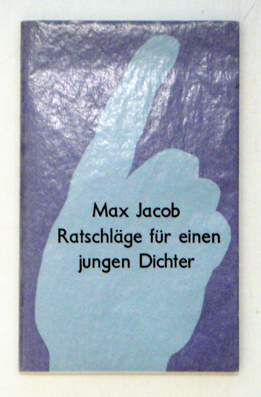 Max Jacob
Ratschläge für einen
jungen Dichter